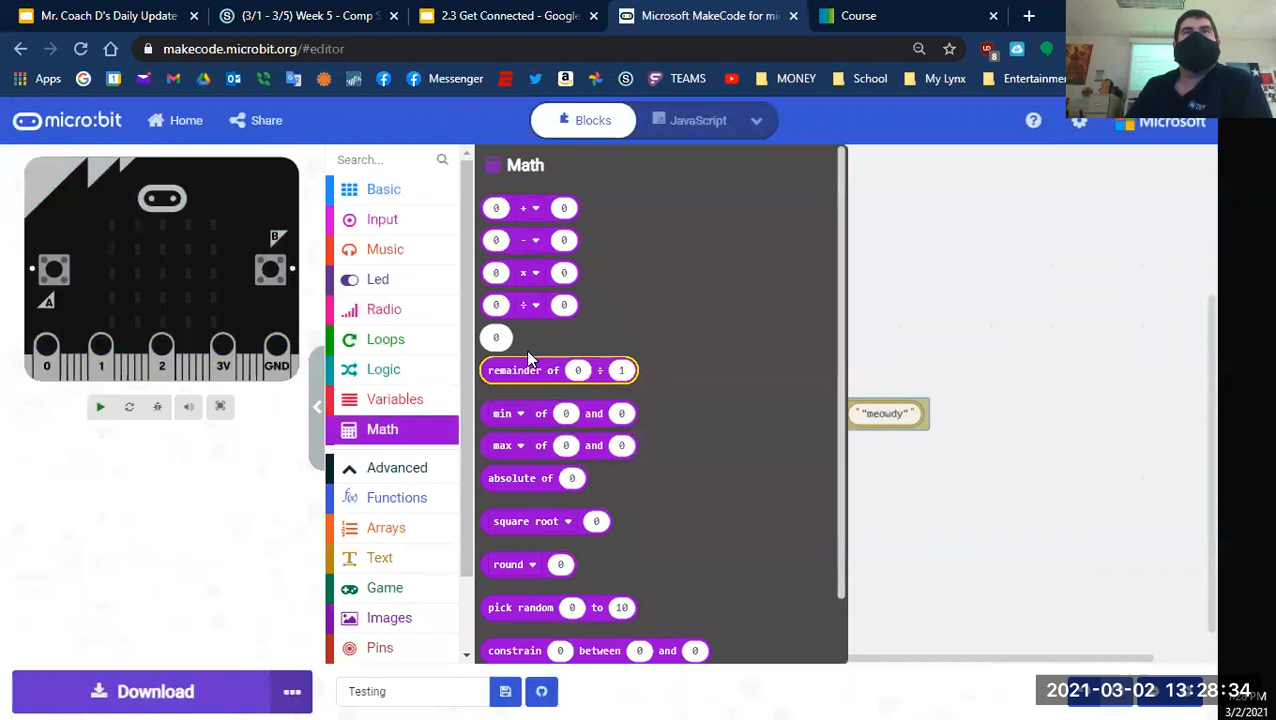 Mr. Coach D's Daily Update
(3/1 - 3/5) Week 5 - Comp S
2.3 Get Connected - Google
Microsoft MakeCode for mi
Course
makecode.microbit.org/#editor
8
Apps
Messenger
TEAMS
MONEY
School
My Lynx
Entertainme
micro:bit
Home
Share
Blocks
JavaScript
Microsoft
Search...
Basic
Input
Music
Led
Radio
Loops
Logic
Variables
Math
Advanced
Functions
Arrays
Text
Game
Images
Pins
Math
0 + 0
0 - 0
0 x 0
0 ÷ 0
0
remainder of 0 ÷ 1
min of 0 and 0
max of 0 and 0
absolute of 0
square root 0
round 0
pick random 0 to 10
constrain 0 between 0 and 0
"meowdy"
A
B
0 1 2 3V GND
Download
Testing
2021-03-02 13:28:34
3/2/2021